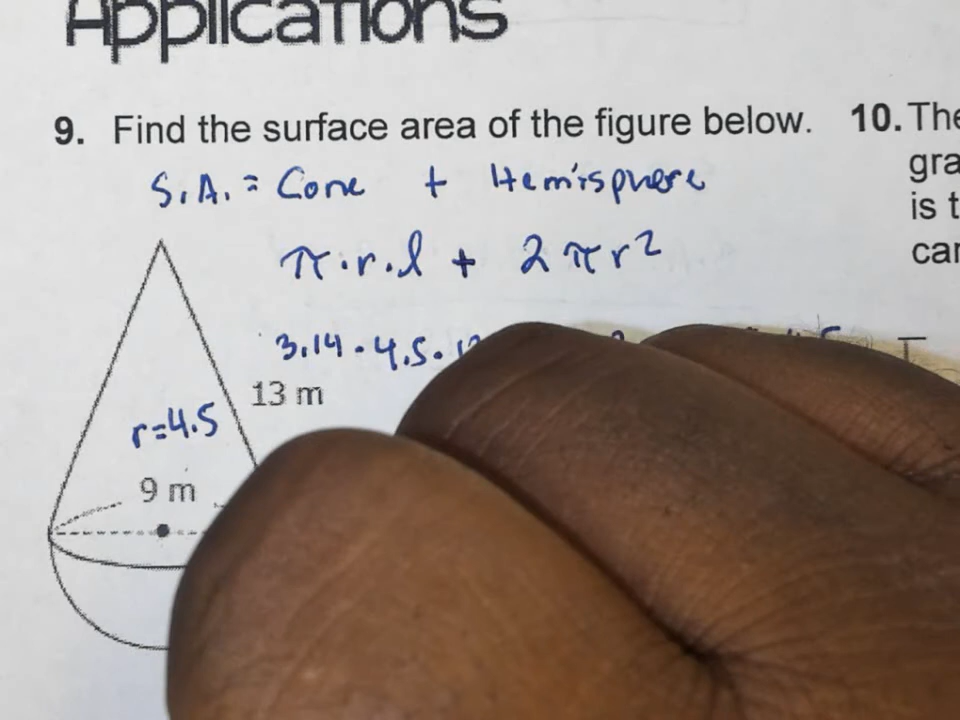 Applications
9. Find the surface area of the figure below.
S.A. = Cone + Hemisphere
π·r·l + 2πr²
3.14 · 4.5 ·
13 m
r=4.5
9 m
10. The
gra
is t
car